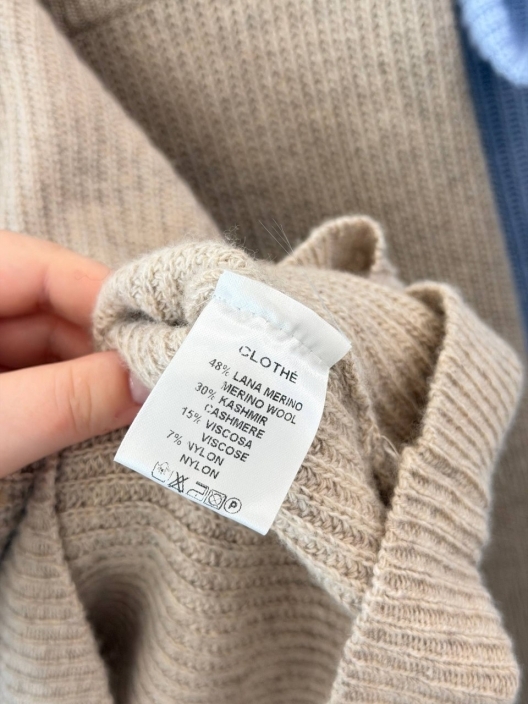 CLOTHÉ
48% LANA MERINO
MERINO WOOL
30% KASHMIR
CASHMERE
15% VISCOSA
VISCOSE
7% NYLON
NYLON
P